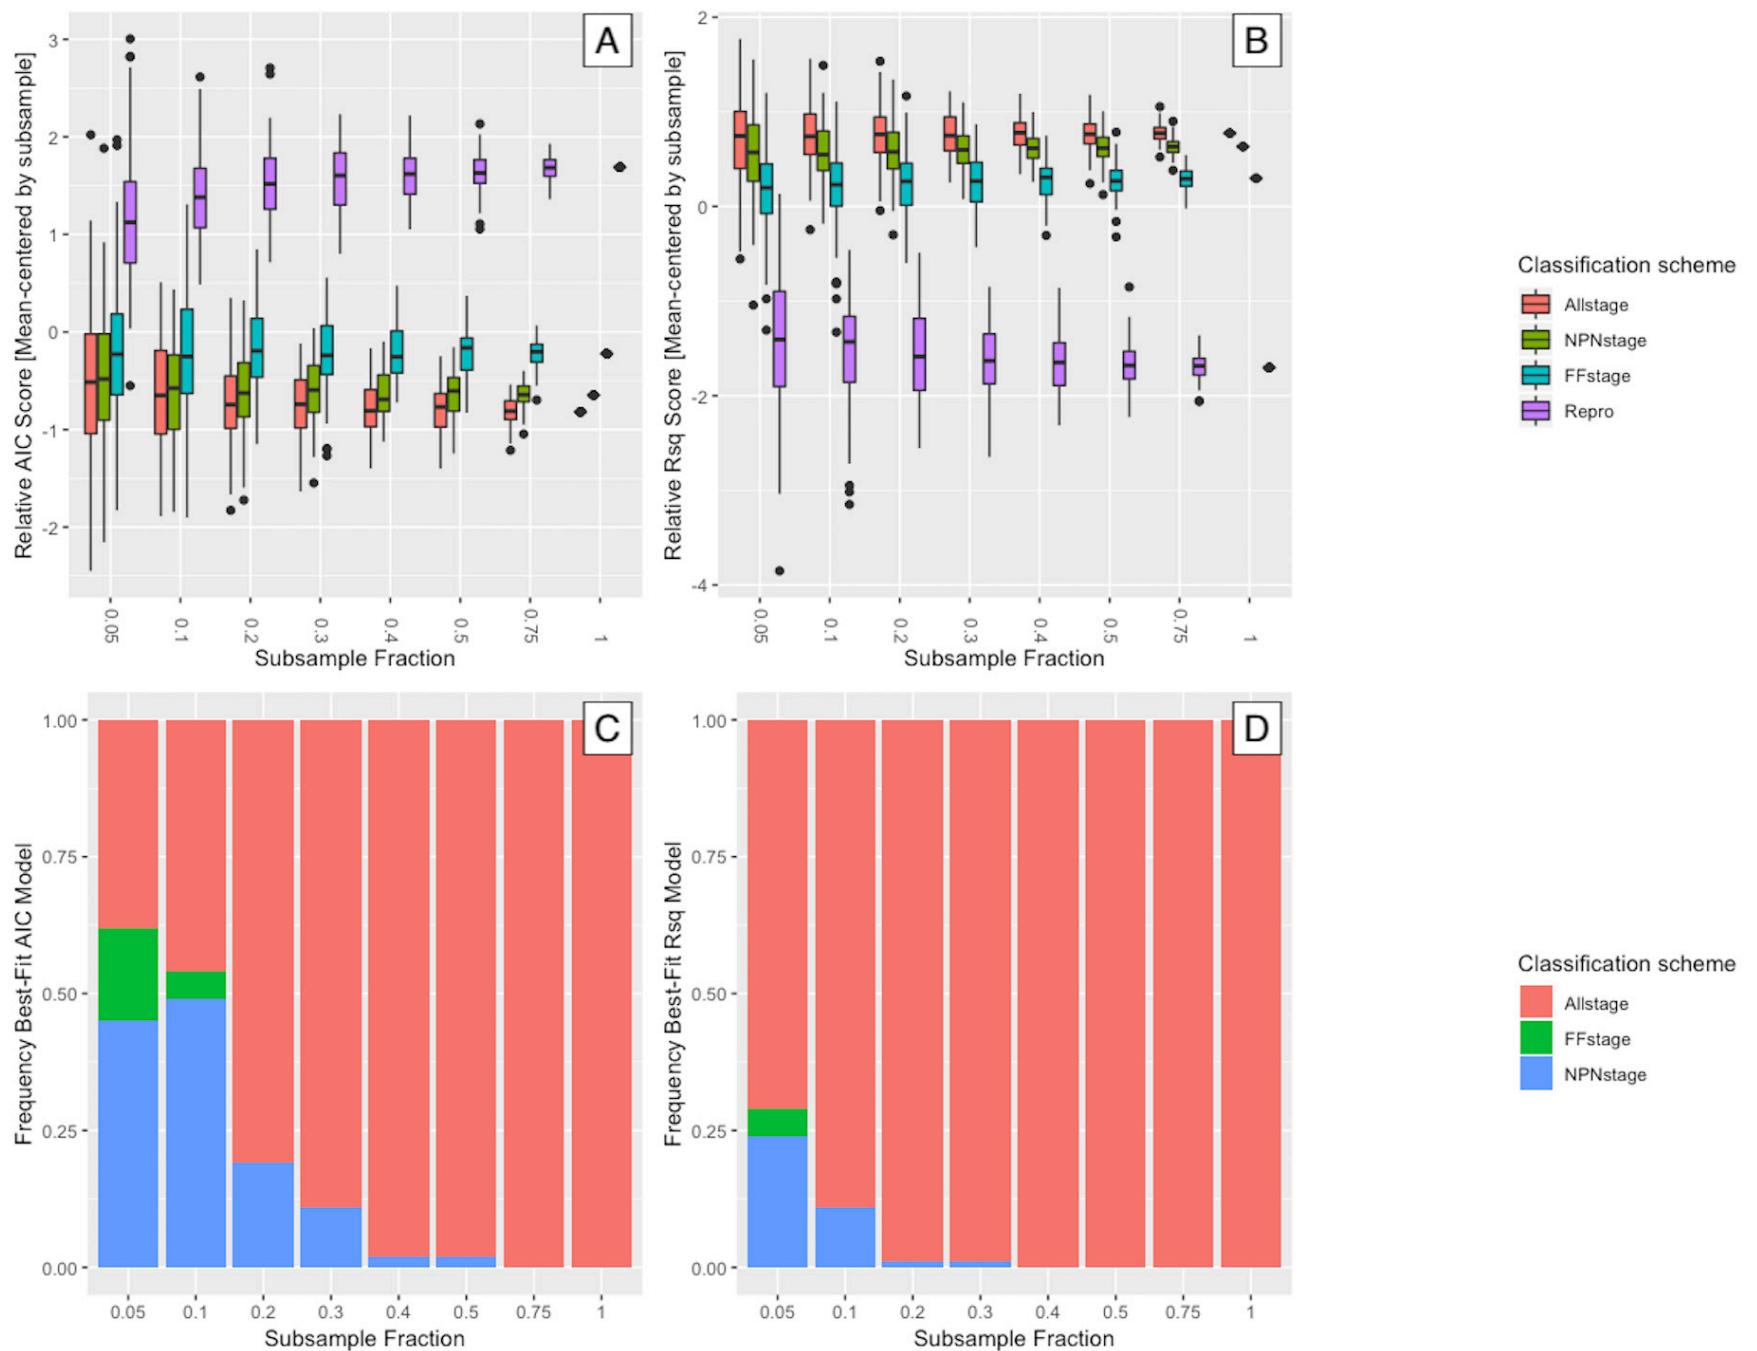 A
Relative AIC Score [Mean-centered by subsample]
3
2
1
0
-1
-2
0.05 0.1 0.2 0.3 0.4 0.5 0.75 1
Subsample Fraction
B
Relative Rsq Score [Mean-centered by subsample]
2
0
-2
-4
0.05 0.1 0.2 0.3 0.4 0.5 0.75 1
Subsample Fraction
Classification scheme
Allstage
NPNstage
FFstage
Repro
C
Frequency Best-Fit AIC Model
1.00
0.75
0.50
0.25
0.00
0.05 0.1 0.2 0.3 0.4 0.5 0.75 1
Subsample Fraction
D
Frequency Best-Fit Rsq Model
1.00
0.75
0.50
0.25
0.00
0.05 0.1 0.2 0.3 0.4 0.5 0.75 1
Subsample Fraction
Classification scheme
Allstage
FFstage
NPNstage